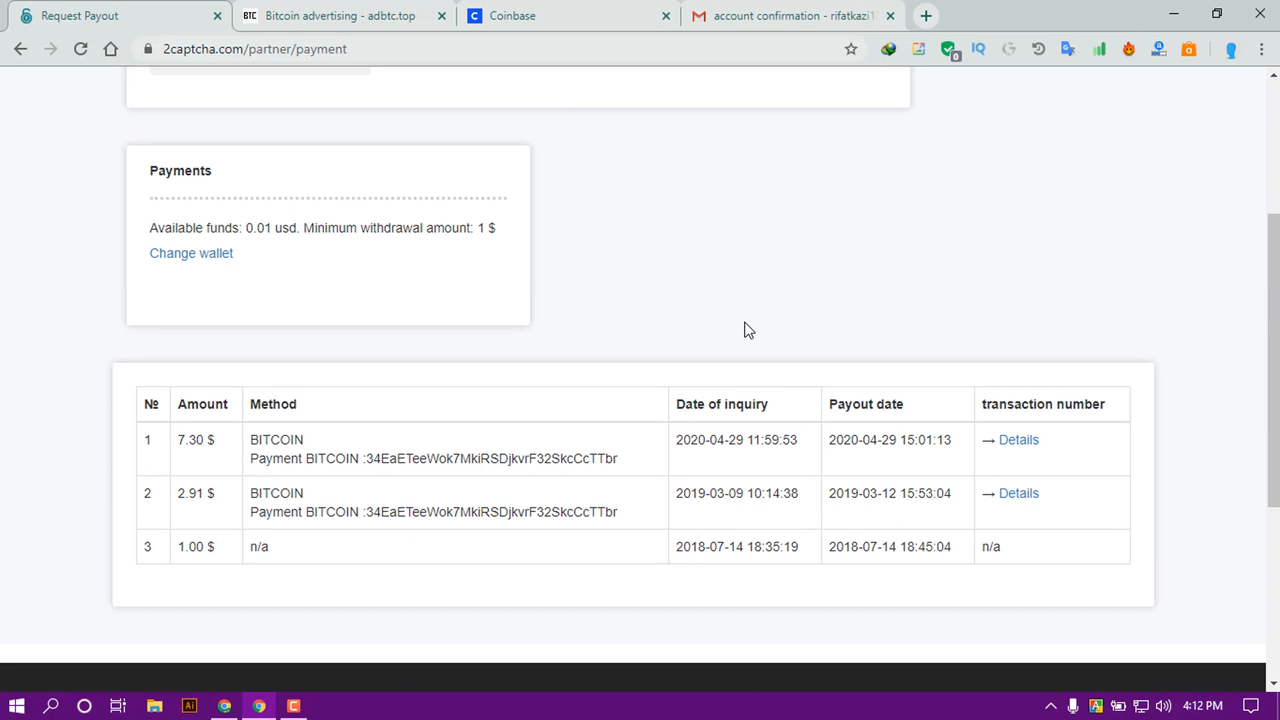 Request Payout
BTC Bitcoin advertising - adbtc.top
Coinbase
account confirmation - rifatkazi1
2captcha.com/partner/payment
Payments
Available funds: 0.01 usd. Minimum withdrawal amount: 1 $
Change wallet
№ Amount Method Date of inquiry Payout date transaction number
1 7.30 $ BITCOIN 2020-04-29 11:59:53 2020-04-29 15:01:13 → Details
Payment BITCOIN :34EaETeeWok7MkiRSDjkvrF32SkcCcTTbr
2 2.91 $ BITCOIN 2019-03-09 10:14:38 2019-03-12 15:53:04 → Details
Payment BITCOIN :34EaETeeWok7MkiRSDjkvrF32SkcCcTTbr
3 1.00 $ n/a 2018-07-14 18:35:19 2018-07-14 18:45:04 n/a
4:12 PM